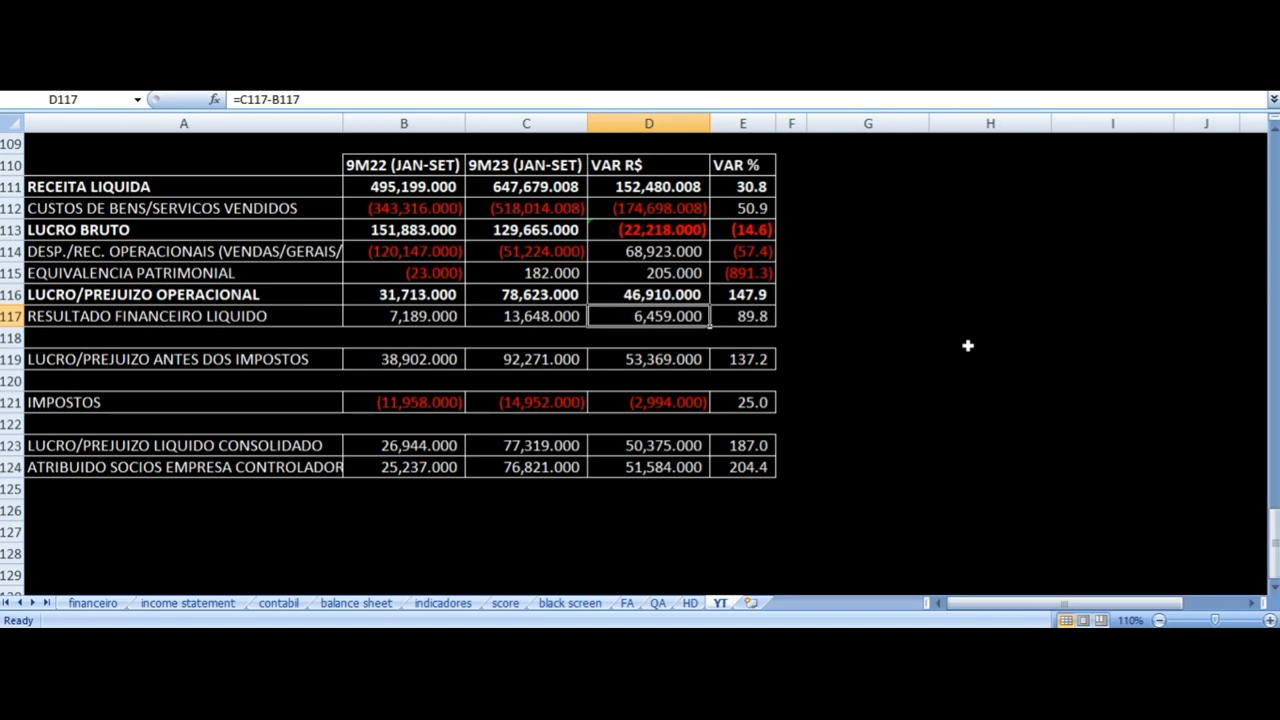 D117 fx =C117-B117
A B C D E F G H I J
109
110 9M22 (JAN-SET) 9M23 (JAN-SET) VAR R$ VAR %
111 RECEITA LIQUIDA 495,199.000 647,679.008 152,480.008 30.8
112 CUSTOS DE BENS/SERVICOS VENDIDOS (343,316.000) (518,014.008) (174,698.008) 50.9
113 LUCRO BRUTO 151,883.000 129,665.000 (22,218.000) (14.6)
114 DESP./REC. OPERACIONAIS (VENDAS/GERAIS/ (120,147.000) (51,224.000) 68,923.000 (57.4)
115 EQUIVALENCIA PATRIMONIAL (23.000) 182.000 205.000 (891.3)
116 LUCRO/PREJUIZO OPERACIONAL 31,713.000 78,623.000 46,910.000 147.9
117 RESULTADO FINANCEIRO LIQUIDO 7,189.000 13,648.000 6,459.000 89.8
118
119 LUCRO/PREJUIZO ANTES DOS IMPOSTOS 38,902.000 92,271.000 53,369.000 137.2
120
121 IMPOSTOS (11,958.000) (14,952.000) (2,994.000) 25.0
122
123 LUCRO/PREJUIZO LIQUIDO CONSOLIDADO 26,944.000 77,319.000 50,375.000 187.0
124 ATRIBUIDO SOCIOS EMPRESA CONTROLADOR 25,237.000 76,821.000 51,584.000 204.4
125
126
127
128
129
financeiro income statement contabil balance sheet indicadores score black screen FA QA HD YT
Ready 110%